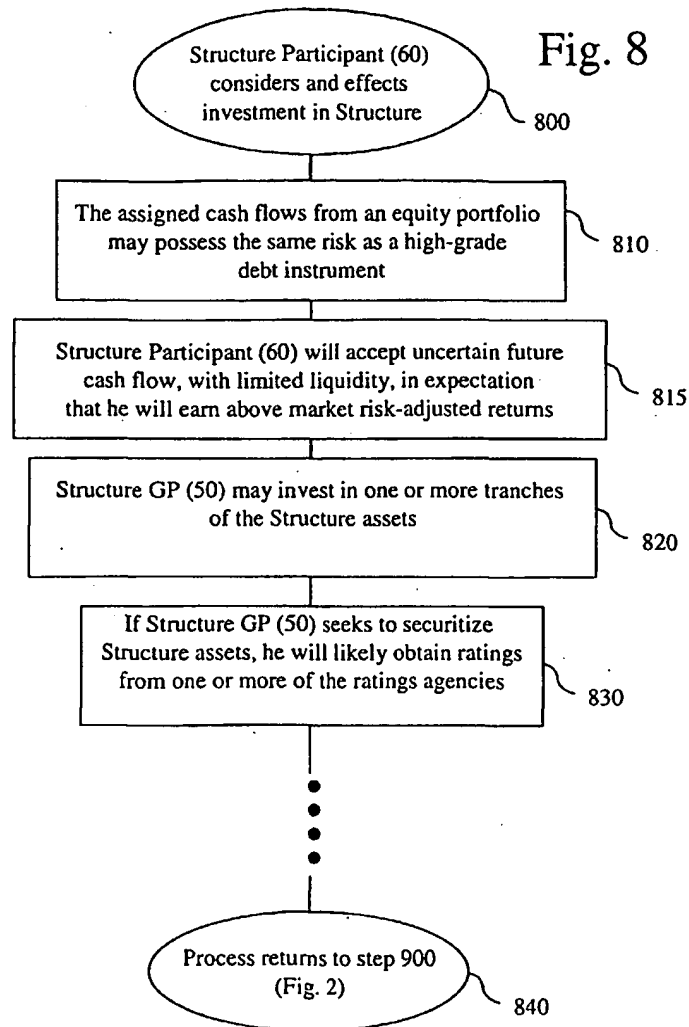 Fig. 8
Structure Participant (60)
considers and effects
investment in Structure
800
The assigned cash flows from an equity portfolio
may possess the same risk as a high-grade
debt instrument
810
Structure Participant (60) will accept uncertain future
cash flow, with limited liquidity, in expectation
that he will earn above market risk-adjusted returns
815
Structure GP (50) may invest in one or more tranches
of the Structure assets
820
If Structure GP (50) seeks to securitize
Structure assets, he will likely obtain ratings
from one or more of the ratings agencies
830
Process returns to step 900
(Fig. 2)
840